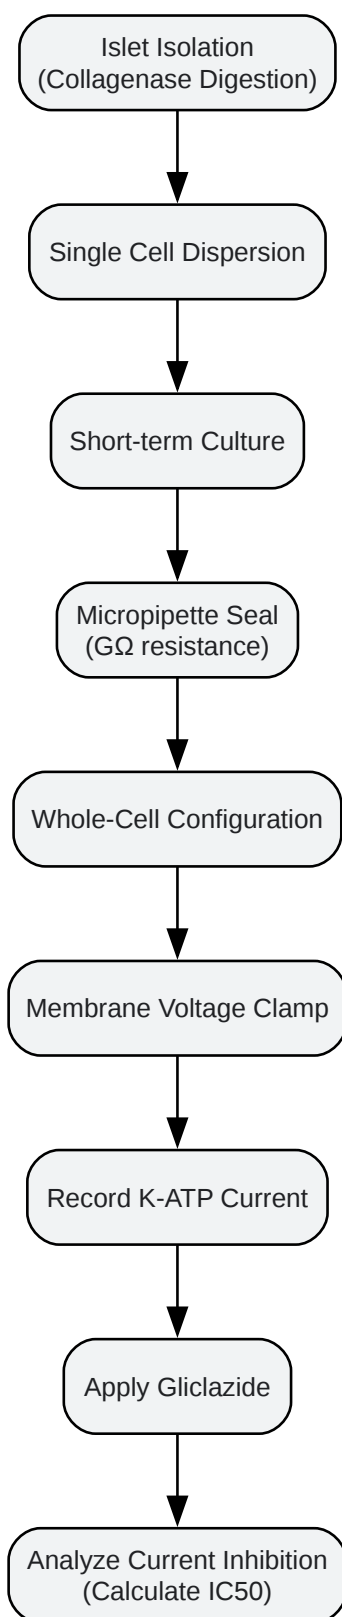 Islet Isolation
(Collagenase Digestion)
Single Cell Dispersion
Short-term Culture
Micropipette Seal
(GΩ resistance)
Whole-Cell Configuration
Membrane Voltage Clamp
Record K-ATP Current
Apply Gliclazide
Analyze Current Inhibition
(Calculate IC50)